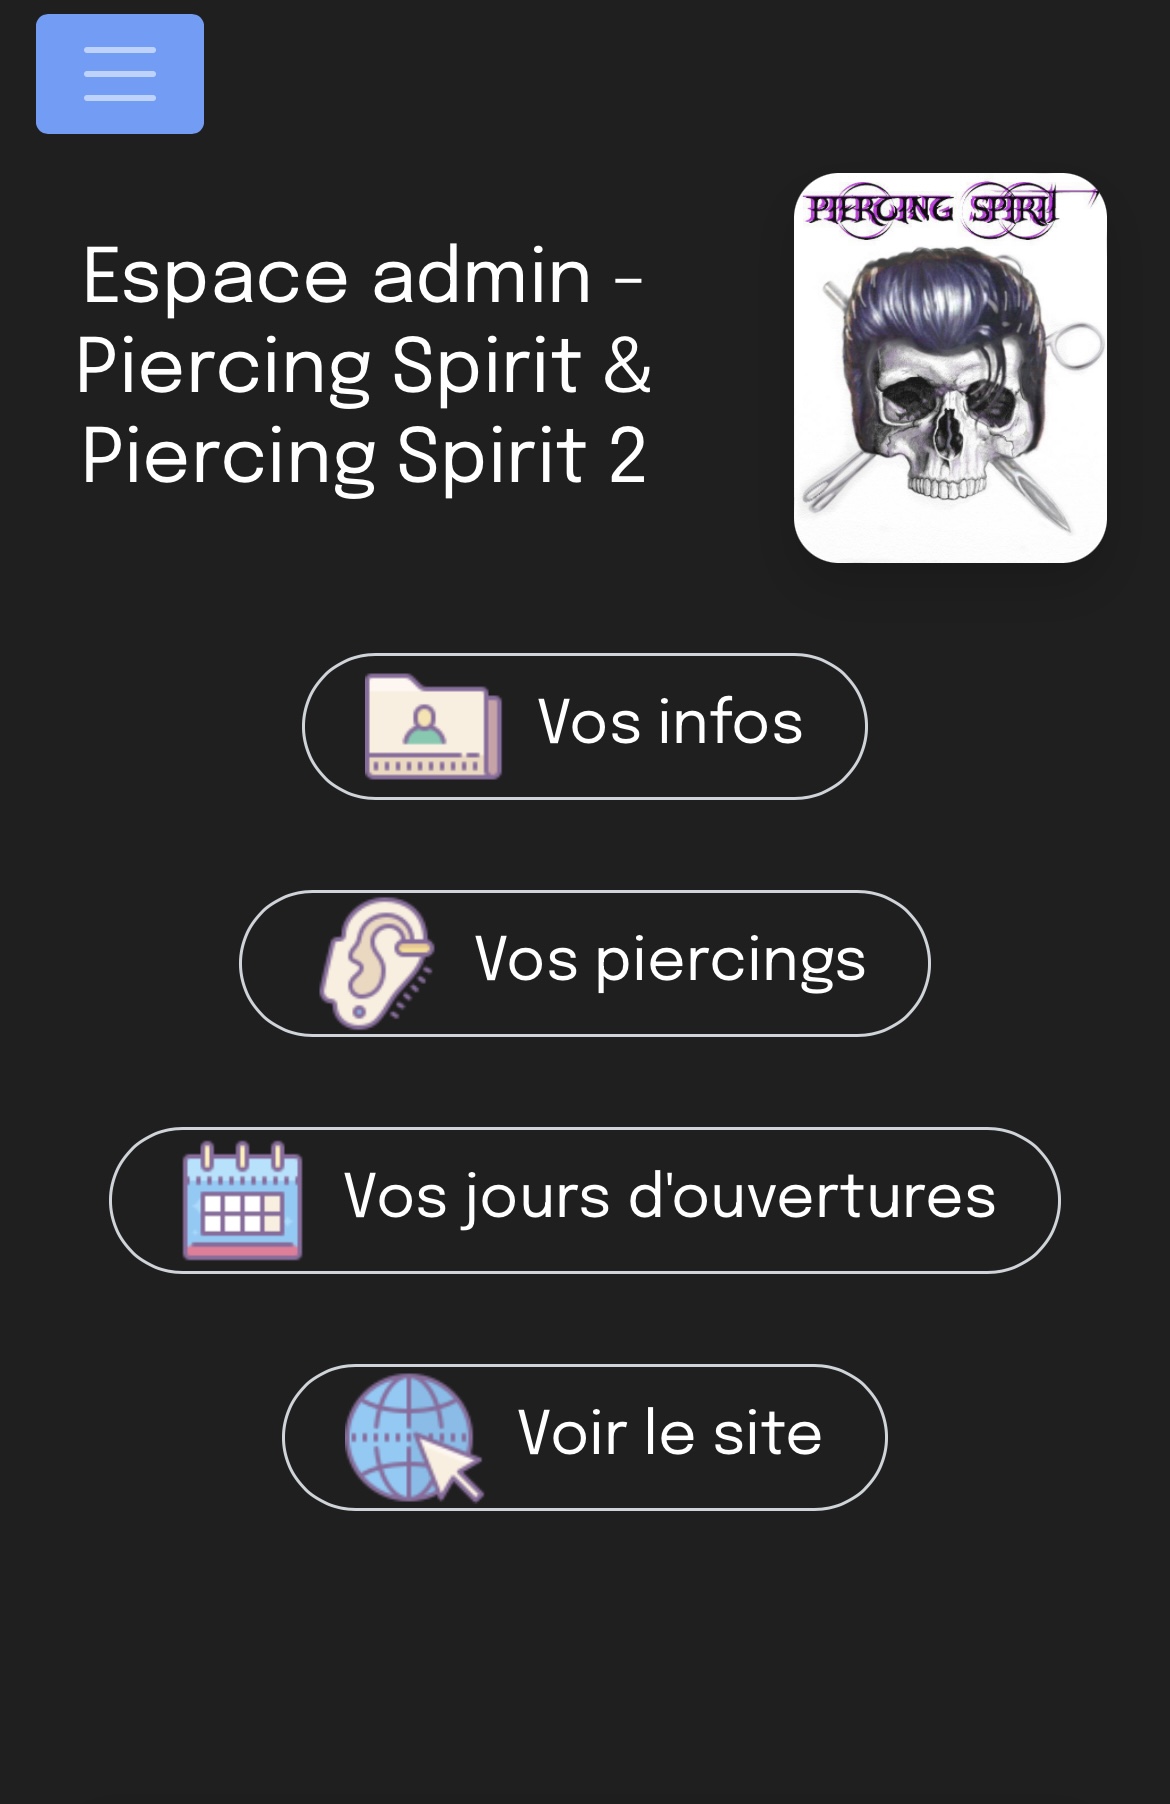 PIERCING SPIRIT
Espace admin –
Piercing Spirit &
Piercing Spirit 2
Vos infos
Vos piercings
Vos jours d'ouvertures
Voir le site